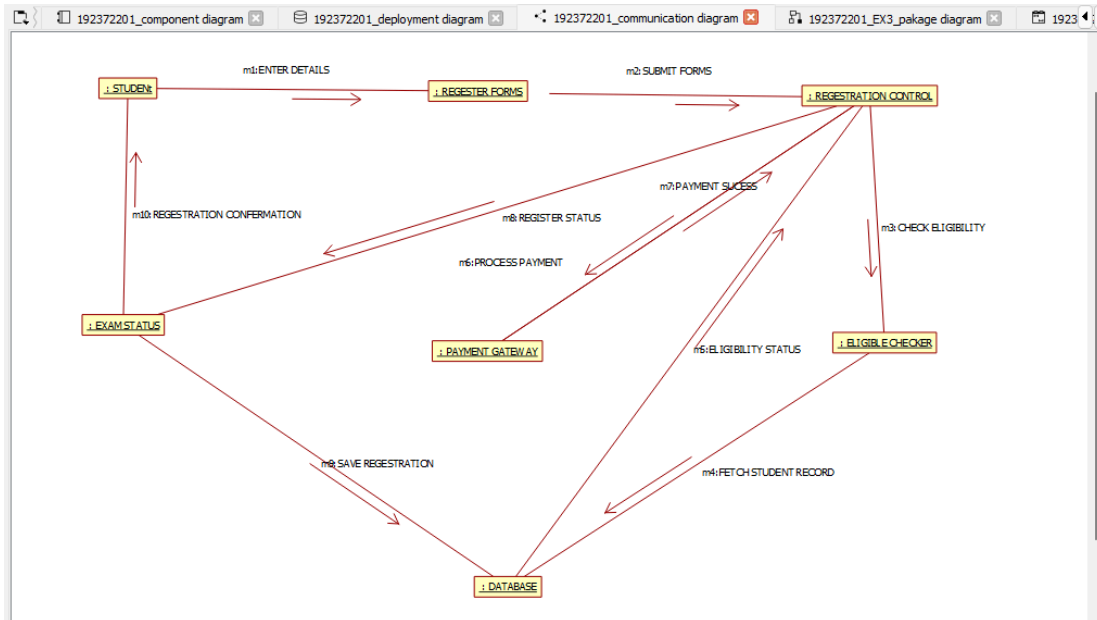 192372201_component diagram
192372201_deployment diagram
192372201_communication diagram
192372201_EX3_pakage diagram
1923
m1:ENTER DETAILS
m2: SUBMIT FORMS
: STUDENt
: REGESTER FORMS
: REGESTRATION CONTROL
m7:PAYMENT SUCESS
m10: REGESTRATION CONFERMATION
m8: REGISTER STATUS
m3: CHECK ELIGIBILITY
m6: PROCESS PAYMENT
: EXAM STATUS
: PAYMENT GATEWAY
m5:ELIGIBILITY STATUS
: ELIGIBLE CHECKER
m9: SAVE REGESTRATION
m4: FETCH STUDENT RECORD
: DATABASE